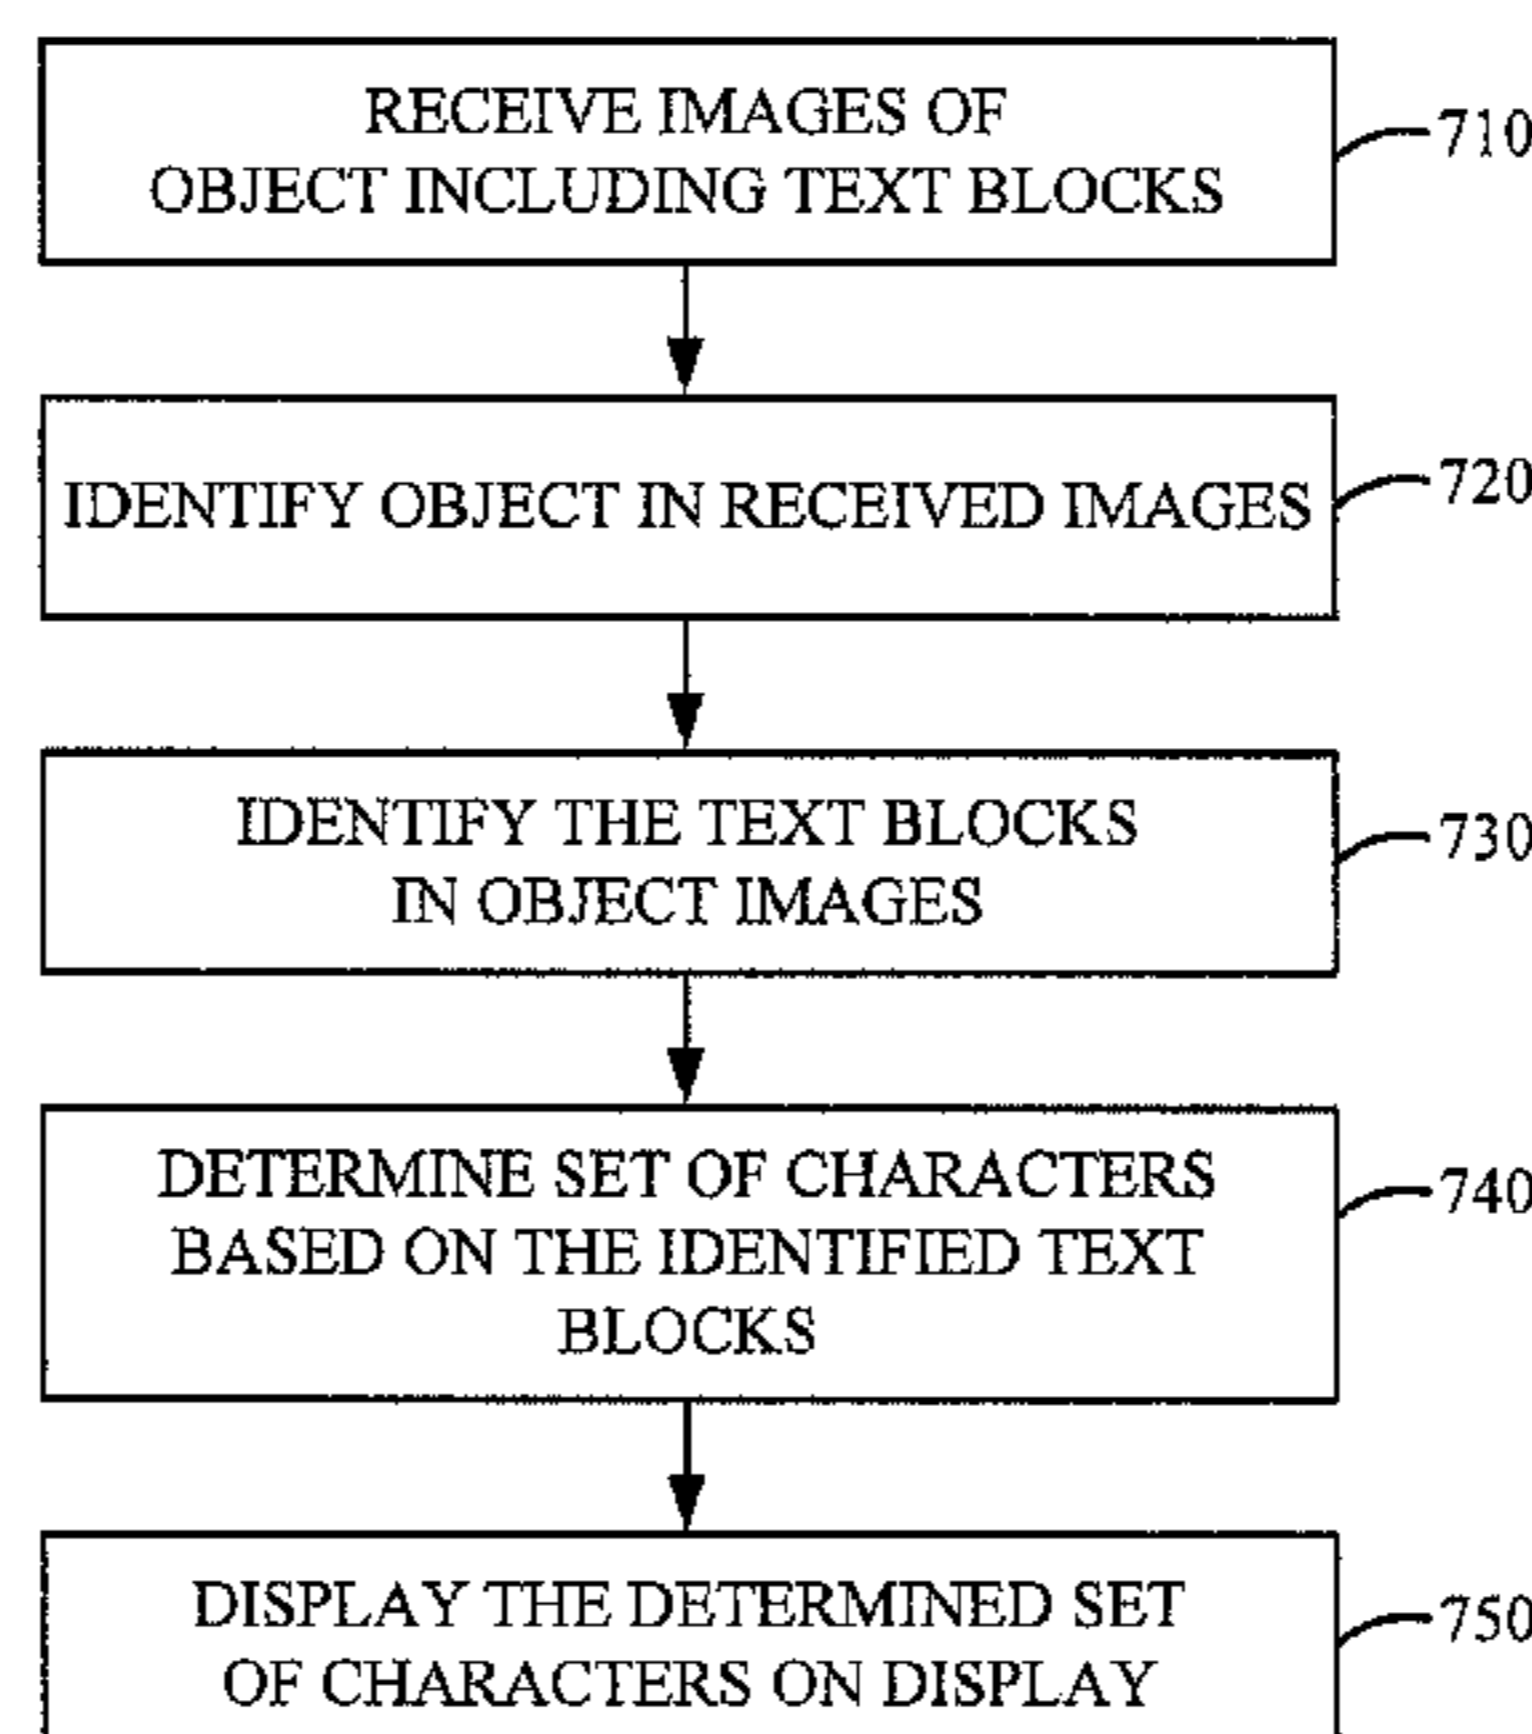 RECEIVE IMAGES OF
OBJECT INCLUDING TEXT BLOCKS
710
IDENTIFY OBJECT IN RECEIVED IMAGES
720
IDENTIFY THE TEXT BLOCKS
IN OBJECT IMAGES
730
DETERMINE SET OF CHARACTERS
BASED ON THE IDENTIFIED TEXT
BLOCKS
740
DISPLAY THE DETERMINED SET
OF CHARACTERS ON DISPLAY
750